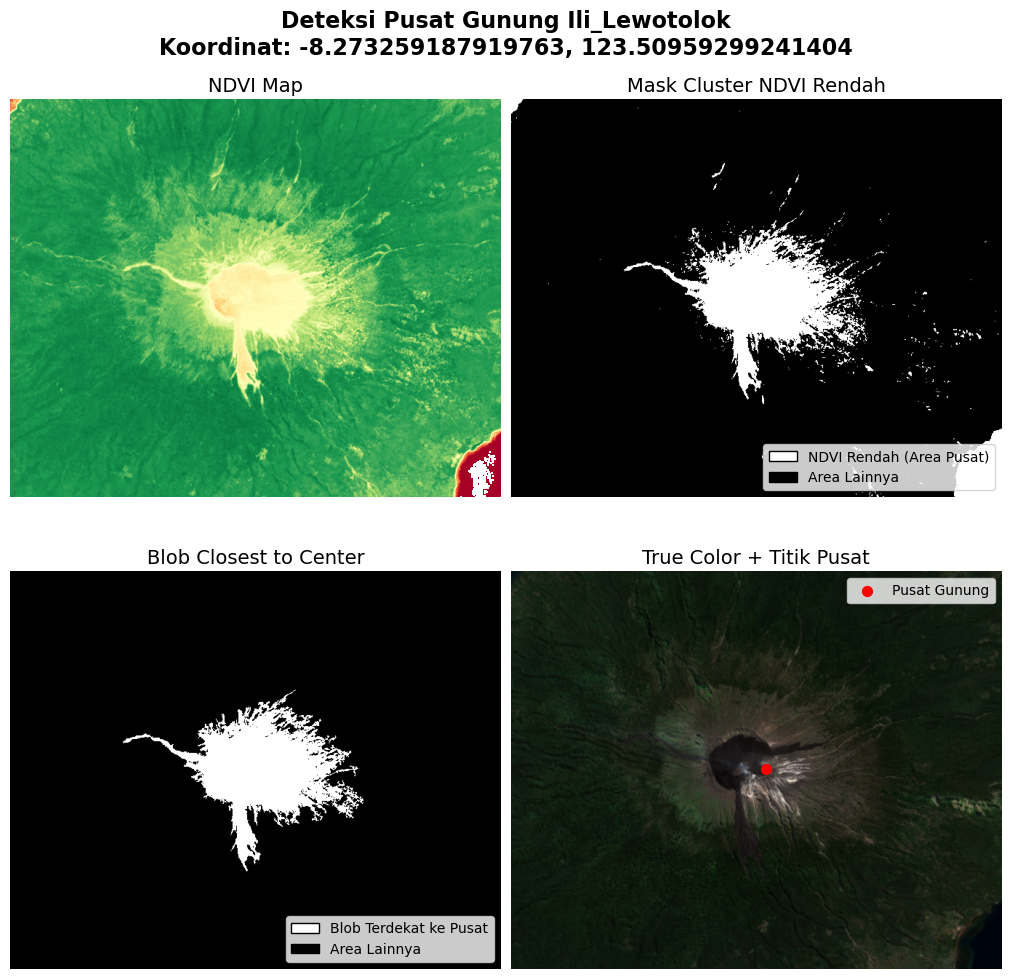 Deteksi Pusat Gunung Ili_Lewotolok
Koordinat: -8.273259187919763, 123.50959299241404
NDVI Map
Mask Cluster NDVI Rendah
NDVI Rendah (Area Pusat)
Area Lainnya
Blob Closest to Center
True Color + Titik Pusat
Pusat Gunung
Blob Terdekat ke Pusat
Area Lainnya